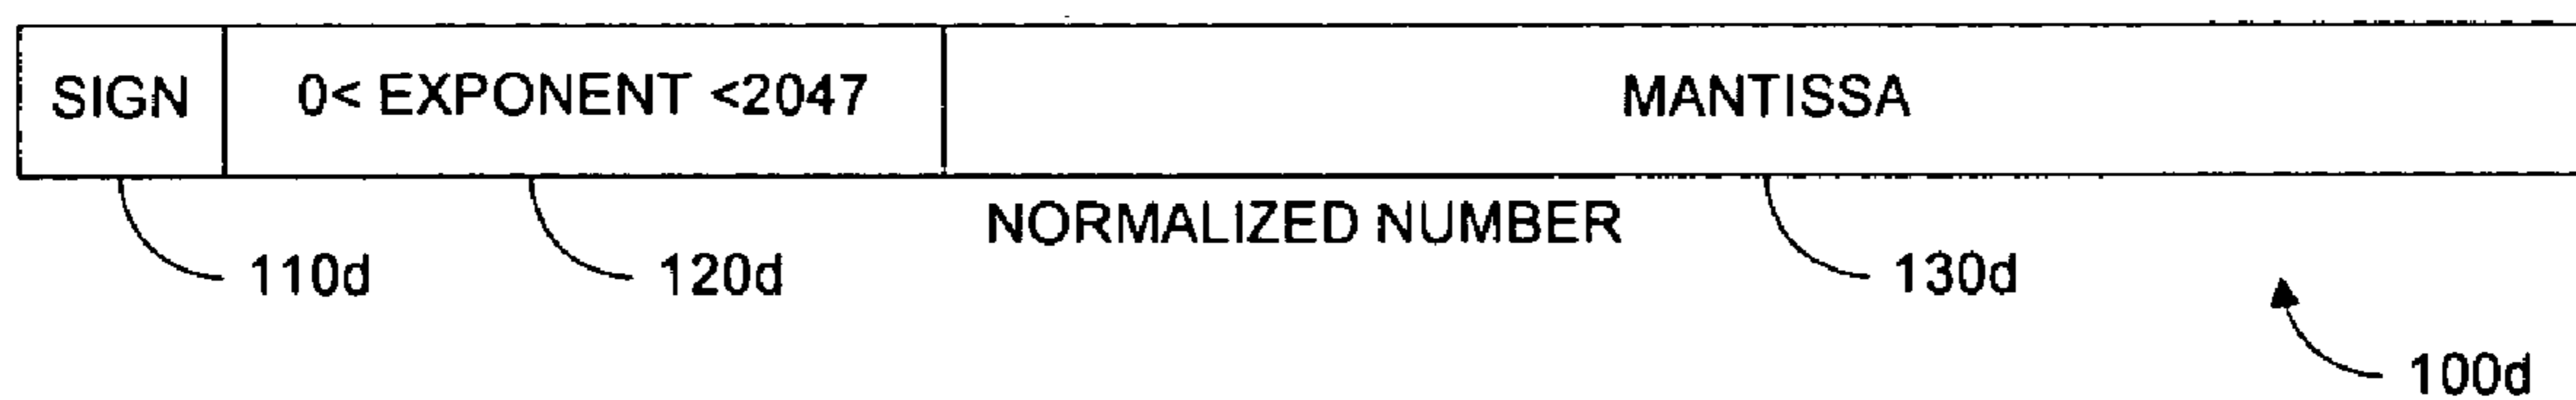 SIGN 0< EXPONENT <2047 MANTISSA
NORMALIZED NUMBER
110d 120d 130d
100d